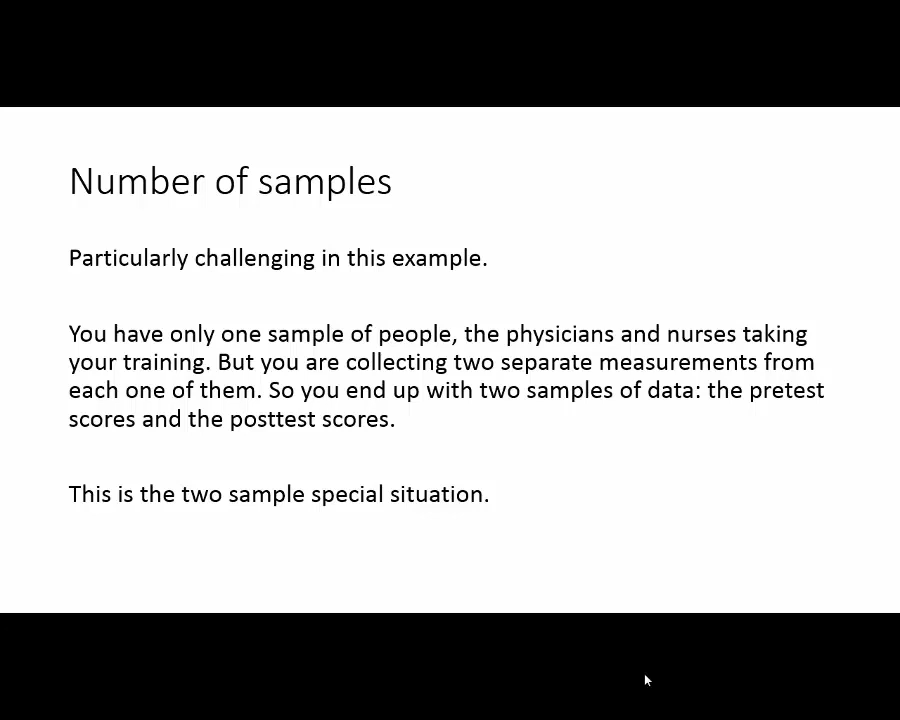 Number of samples
Particularly challenging in this example.
You have only one sample of people, the physicians and nurses taking
your training. But you are collecting two separate measurements from
each one of them. So you end up with two samples of data: the pretest
scores and the posttest scores.
This is the two sample special situation.